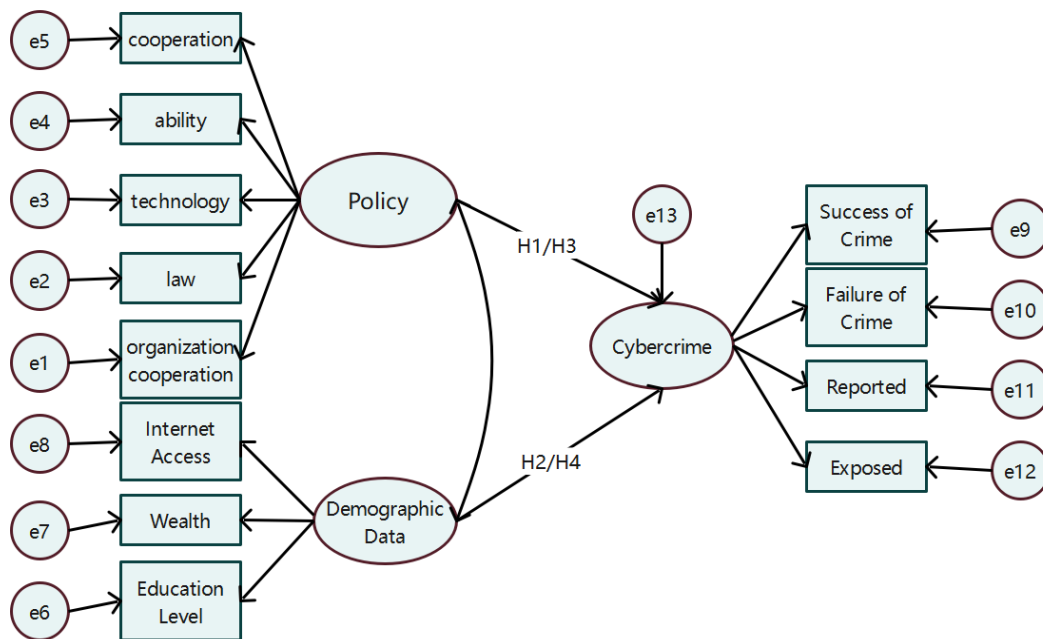 e5
cooperation
e4
ability
e3
technology
e2
law
e1
organization
cooperation
e8
Internet
Access
e7
Wealth
e6
Education
Level
Policy
Demographic
Data
H1/H3
H2/H4
e13
Cybercrime
Success of
Crime
e9
Failure of
Crime
e10
Reported
e11
Exposed
e12